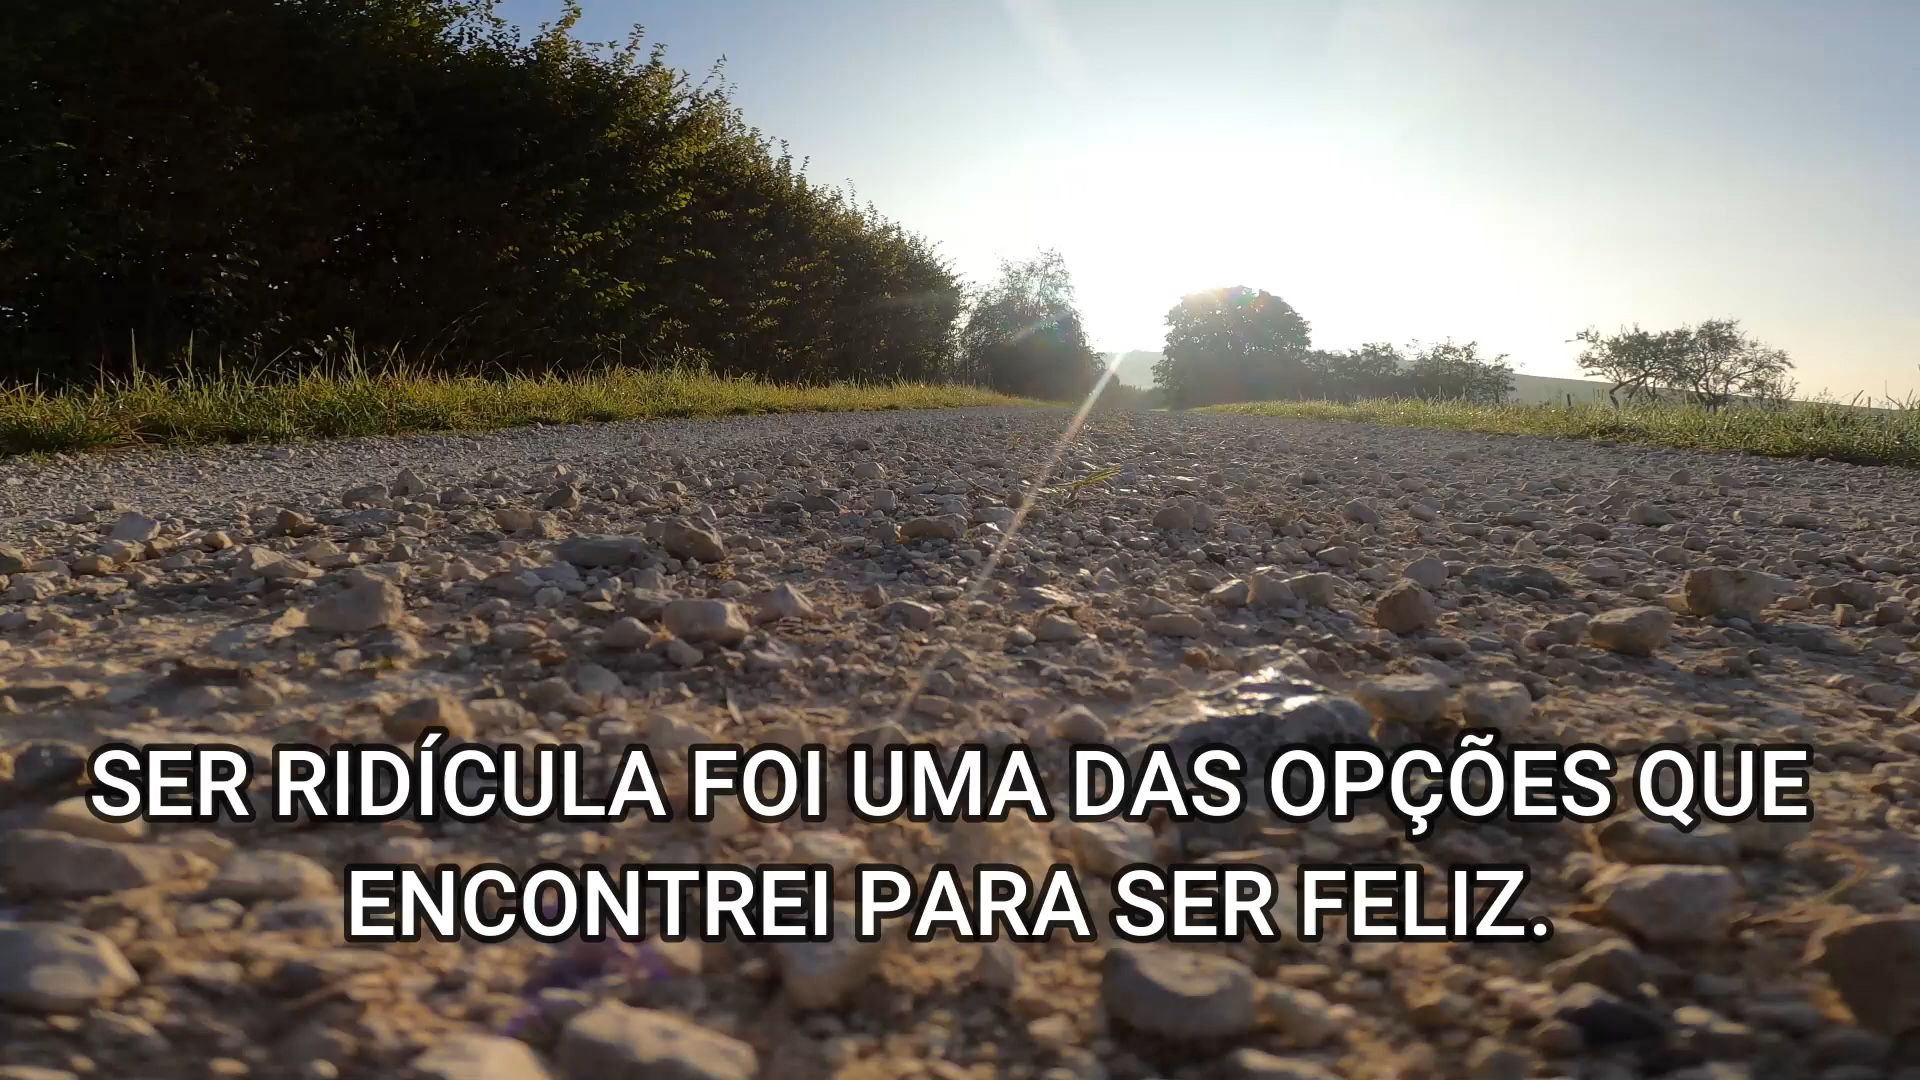 SER RIDÍCULA FOI UMA DAS OPÇÕES QUE
ENCONTREI PARA SER FELIZ.